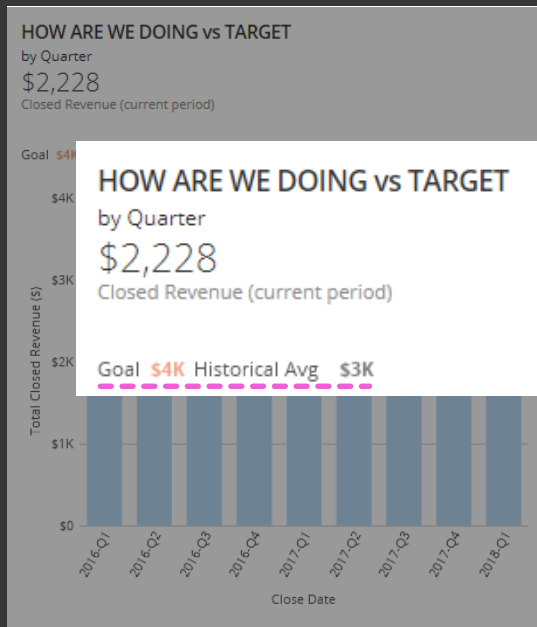 HOW ARE WE DOING vs TARGET
by Quarter
$2,228
Closed Revenue (current period)
Goal $4K
HOW ARE WE DOING vs TARGET
by Quarter
$2,228
Closed Revenue (current period)
Goal $4K Historical Avg $3K
Total Closed Revenue ($)
$4K
$3K
$2K
$1K
$0
2016-Q1
2016-Q2
2016-Q3
2016-Q4
2017-Q1
2017-Q2
2017-Q3
2017-Q4
2018-Q1
Close Date